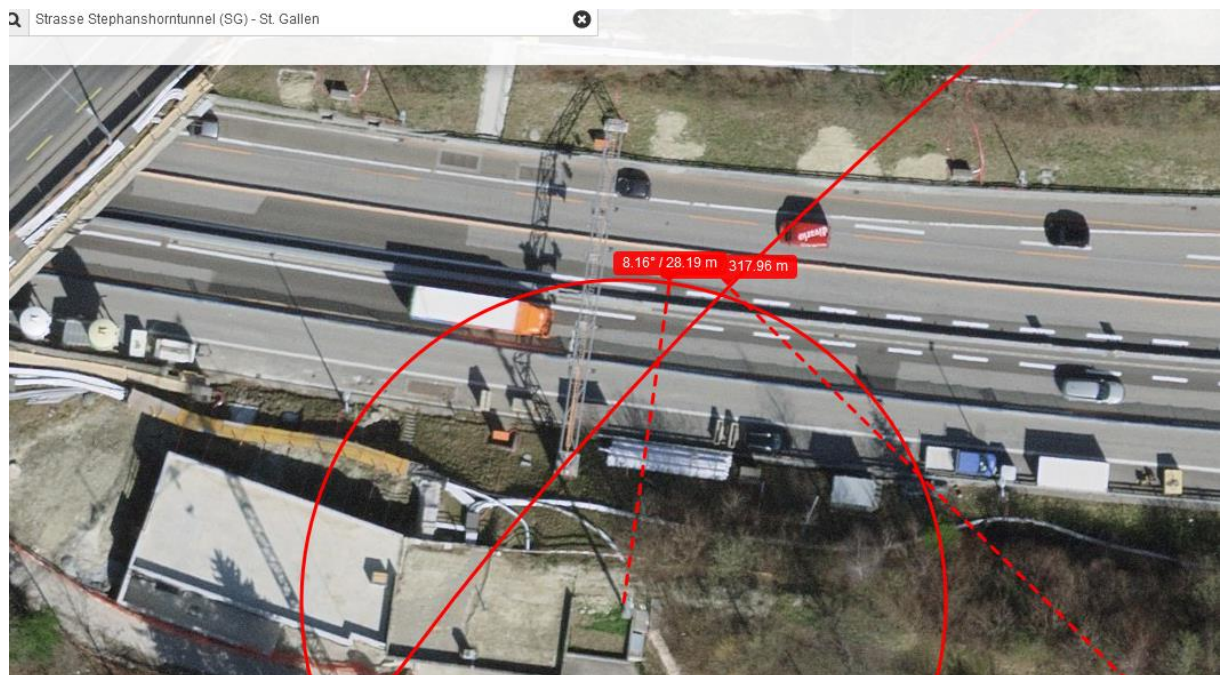 Strasse Stephanshorntunnel (SG) - St. Gallen
8.16° / 28.19 m
317.96 m